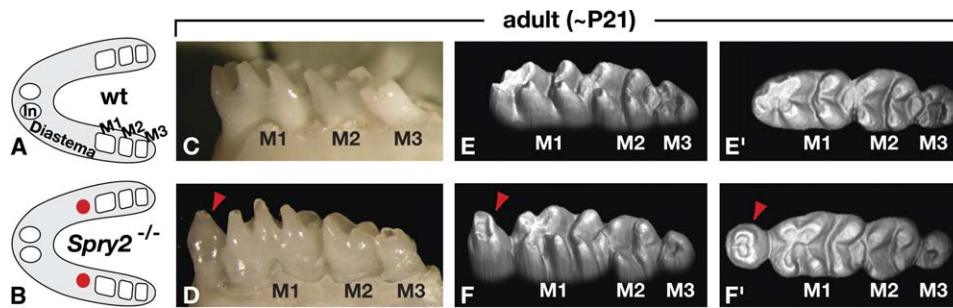 adult (~P21)
wt
In
Diastema
M1 M2 M3
A
M1 M2 M3
C
M1 M2 M3
E
M1 M2 M3
E'
Spry2 -/-
B
M1 M2 M3
D
M1 M2 M3
F
M1 M2 M3
F'